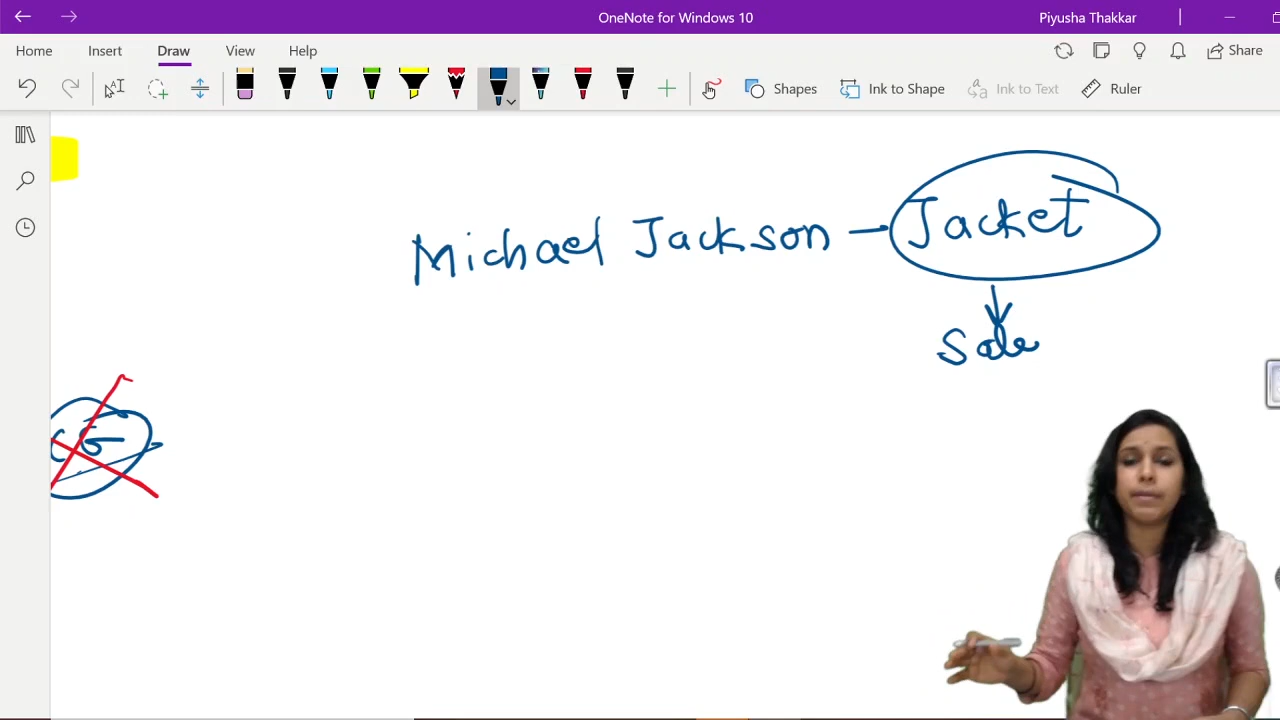 OneNote for Windows 10
Piyusha Thakkar
Home Insert Draw View Help
Share
Shapes Ink to Shape Ink to Text Ruler
Michael Jackson → Jacket
Sale